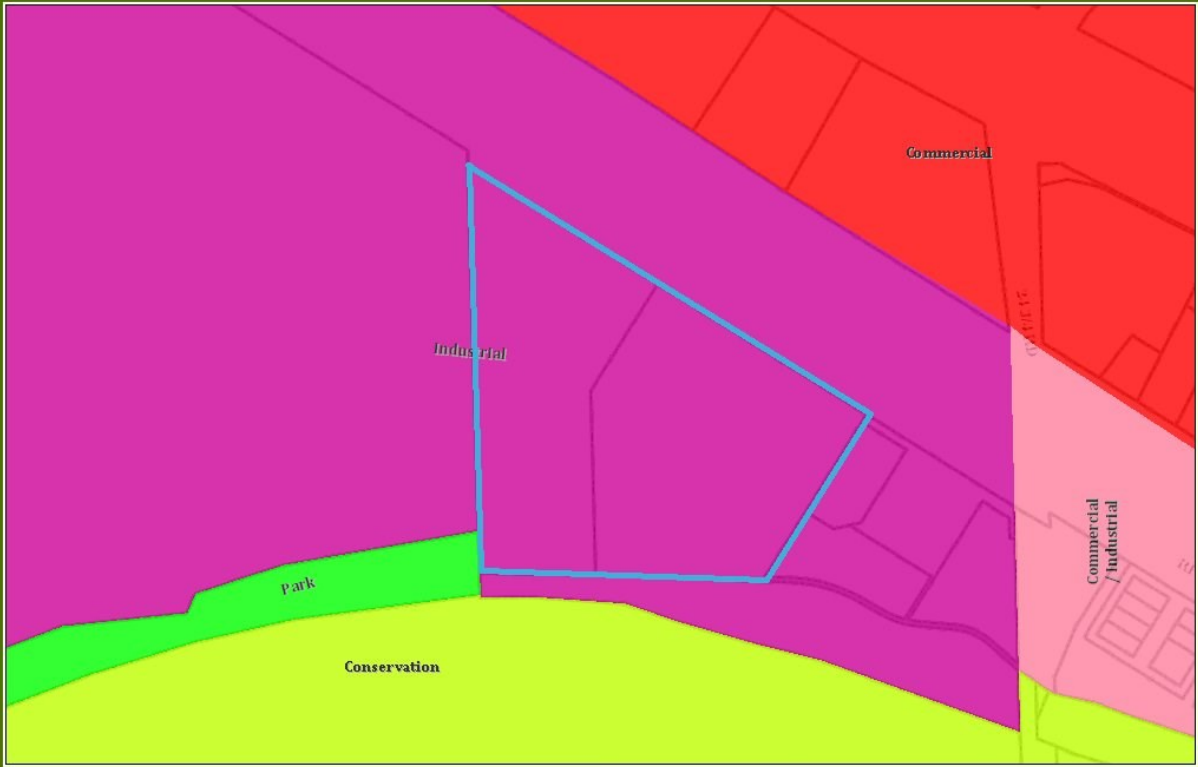 Commercial
Industrial
Commercial
/ Industrial
Park
Conservation